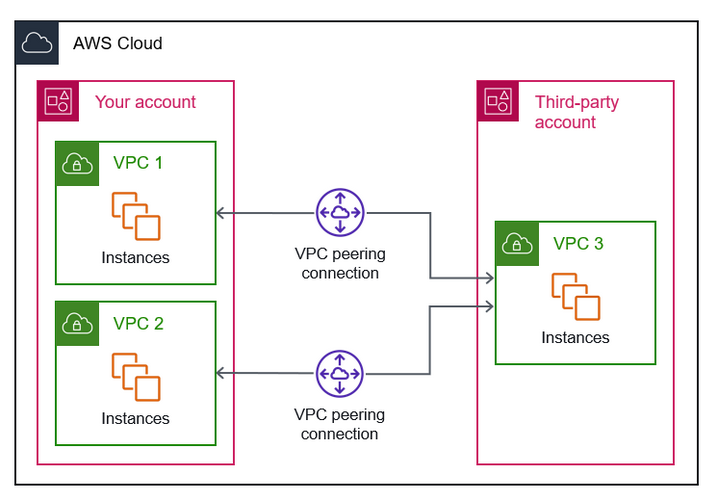 AWS Cloud
Your account
VPC 1
Instances
VPC 2
Instances
VPC peering
connection
VPC peering
connection
Third-party
account
VPC 3
Instances